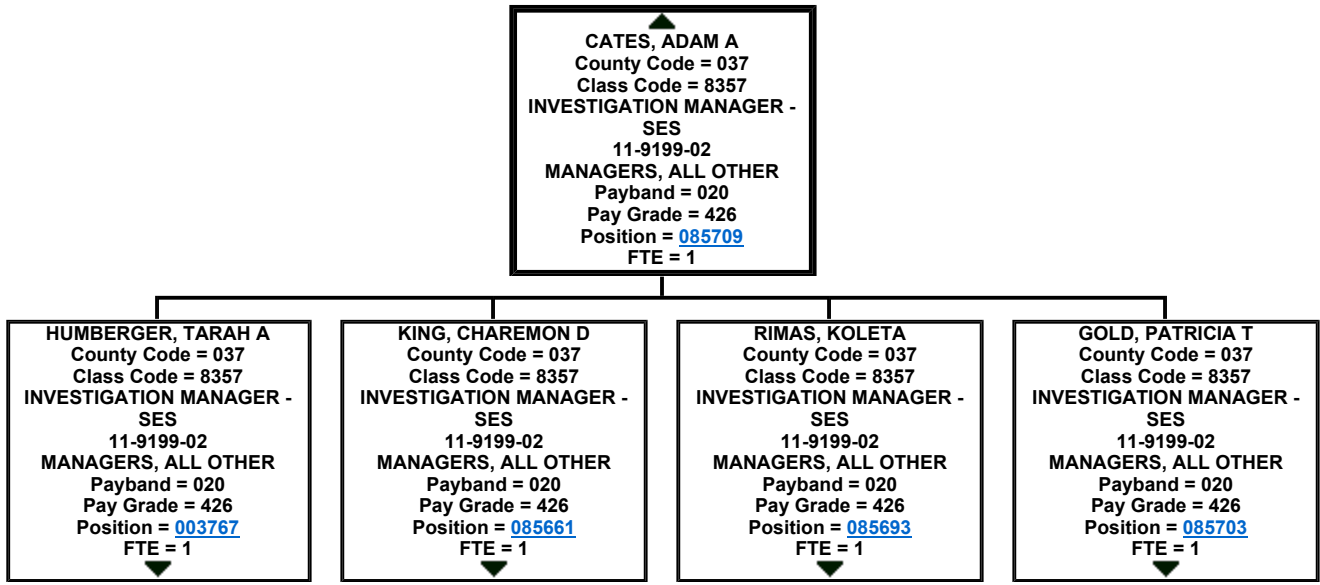 CATES, ADAM A
County Code = 037
Class Code = 8357
INVESTIGATION MANAGER -
SES
11-9199-02
MANAGERS, ALL OTHER
Payband = 020
Pay Grade = 426
Position = 085709
FTE = 1
HUMBERGER, TARAH A
County Code = 037
Class Code = 8357
INVESTIGATION MANAGER -
SES
11-9199-02
MANAGERS, ALL OTHER
Payband = 020
Pay Grade = 426
Position = 003767
FTE = 1
KING, CHAREMON D
County Code = 037
Class Code = 8357
INVESTIGATION MANAGER -
SES
11-9199-02
MANAGERS, ALL OTHER
Payband = 020
Pay Grade = 426
Position = 085661
FTE = 1
RIMAS, KOLETA
County Code = 037
Class Code = 8357
INVESTIGATION MANAGER -
SES
11-9199-02
MANAGERS, ALL OTHER
Payband = 020
Pay Grade = 426
Position = 085693
FTE = 1
GOLD, PATRICIA T
County Code = 037
Class Code = 8357
INVESTIGATION MANAGER -
SES
11-9199-02
MANAGERS, ALL OTHER
Payband = 020
Pay Grade = 426
Position = 085703
FTE = 1